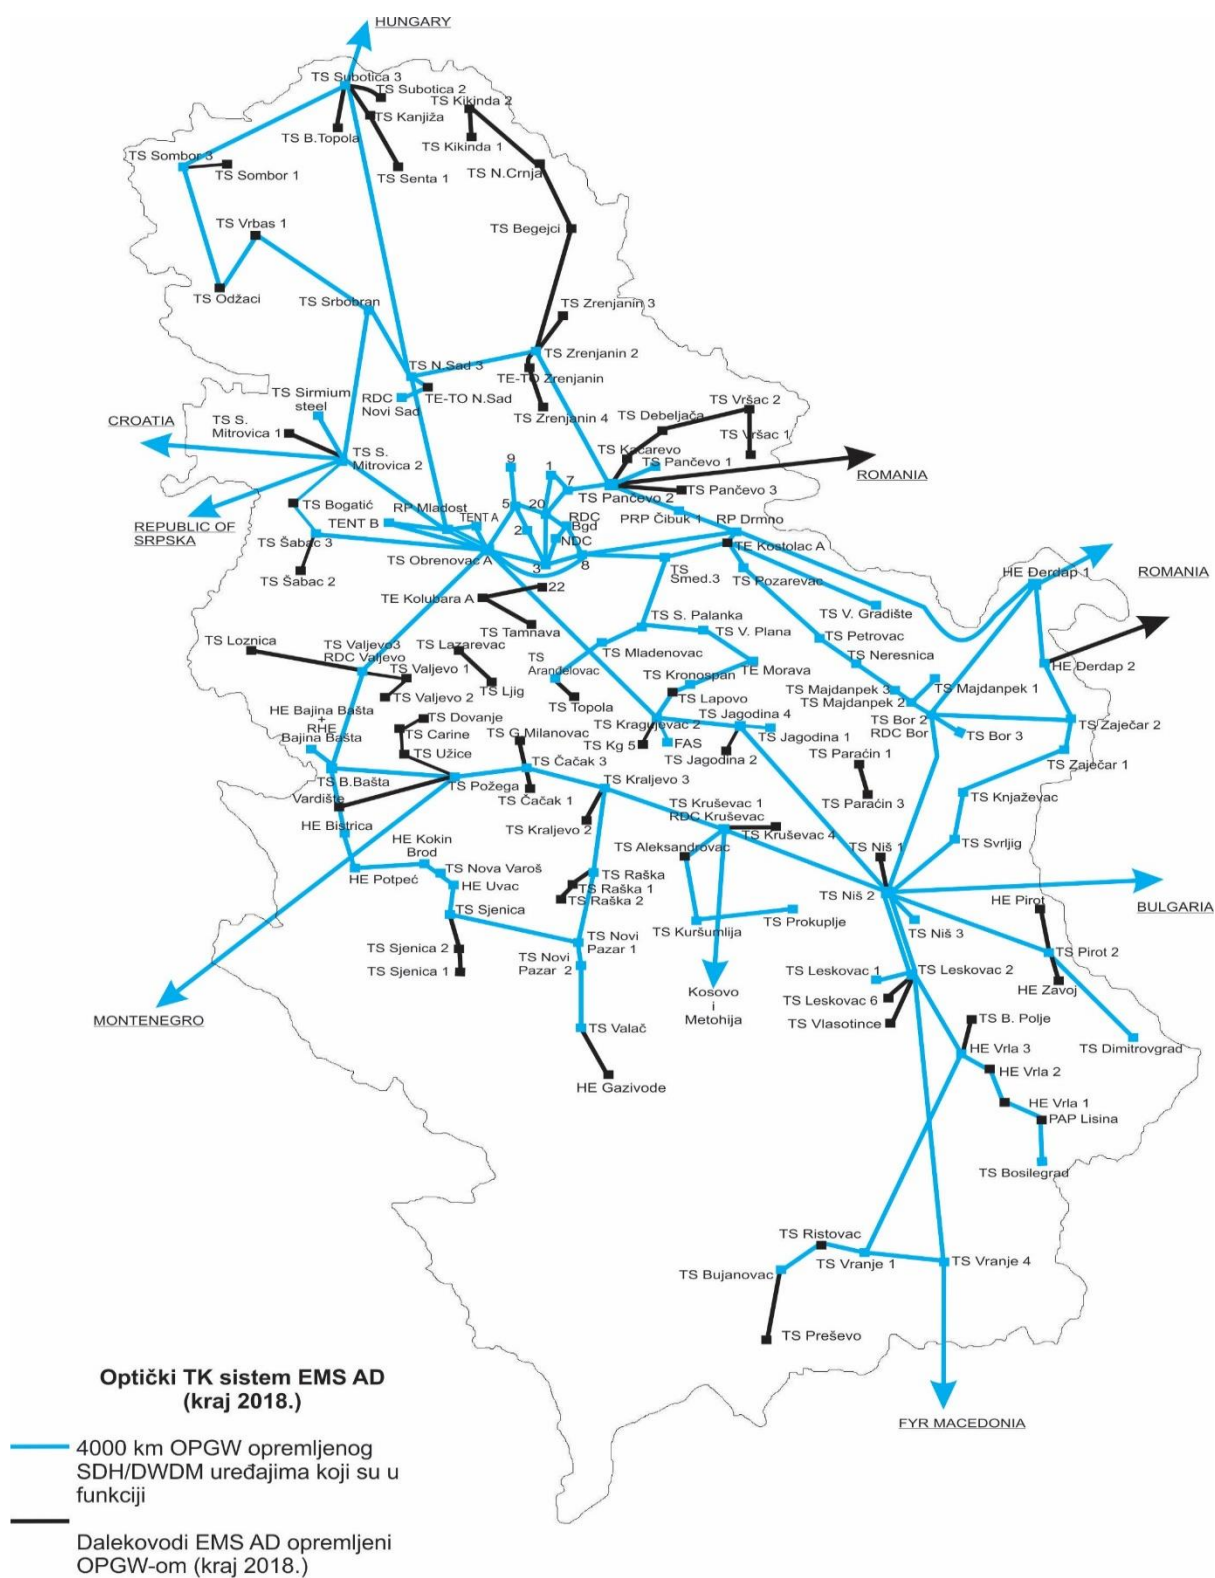 HUNGARY
TS Subotica 3
TS Subotica 2
TS Kikinda 2
TS Kanjiža
TS B.Topola
TS Kikinda 1
TS Sombor 3
TS Sombor 1
TS Senta 1
TS N.Crnja
TS Vrbas 1
TS Begejci
TS Odžaci
TS Srbobran
TS Zrenjanin 3
TS Zrenjanin 2
TS N.Sad 3
TE-TO Zrenjanin
TS Sirmium
steel
RDC
Novi Sad
TE-TO N.Sad
TS Zrenjanin 4
TS Debeljača
TS Vršac 2
CROATIA
TS S.
Mitrovica 1
TS Vršac 1
TS S.
Mitrovica 2
TS Kačarevo
TS Pančevo 1
9
1
7
ROMANIA
TS Pančevo 2
TS Pančevo 3
TS Bogatić
RP Mladost
5
20
REPUBLIC OF
SRPSKA
TENT B
TENT A
RDC
Bgd
PRP Čibuk 1
RP Drmno
2
NDC
TS Šabac 3
TE Kostolac A
TS Obrenovac A
3
8
HE Đerdap 1
ROMANIA
TS Šabac 2
TS
Smed.3
TS Pozarevac
22
TE Kolubara A
TS V. Gradište
TS Tamnava
TS S. Palanka
TS V. Plana
TS Petrovac
TS Loznica
TS Valjevo3
RDC Valjevo
TS Lazarevac
TS Mladenovac
TS Neresnica
HE Đerdap 2
TS Valjevo 1
TS
Aranđelovac
TS Kronospan
TE Morava
TS Ljig
TS Valjevo 2
TS Topola
TS Lapovo
TS Majdanpek 3
TS Majdanpek 1
TS Majdanpek 2
HE Bajina Bašta
+
RHE
Bajina Bašta
TS Dovanje
TS Carine
TS G.Milanovac
TS Kragujevac 2
TS Jagodina 4
TS Bor 2
RDC Bor
TS Zaječar 2
TS Kg 5
FAS
TS Jagodina 1
TS Bor 3
TS Užice
TS Čačak 3
TS Jagodina 2
TS Paraćin 1
TS Zaječar 1
TS B.Bašta
TS Požega
TS Kraljevo 3
Vardište
TS Čačak 1
TS Paraćin 3
TS Knjaževac
TS Kruševac 1
RDC Kruševac
HE Bistrica
TS Kraljevo 2
TS Kruševac 4
HE Kokin
Brod
TS Aleksandrovac
TS Niš 1
TS Svrljig
HE Potpeć
TS Nova Varoš
HE Uvac
TS Raška
TS Raška 1
TS Raška 2
TS Niš 2
HE Pirot
BULGARIA
TS Sjenica
TS Kuršumlija
TS Prokuplje
TS Niš 3
TS Novi
Pazar 1
TS Sjenica 2
TS Pirot 2
TS Novi
Pazar 2
TS Sjenica 1
TS Leskovac 1
TS Leskovac 2
HE Zavoj
Kosovo
i
Metohija
TS Leskovac 6
MONTENEGRO
TS Valač
TS Vlasotince
TS B. Polje
TS Dimitrovgrad
HE Vrla 3
HE Gazivode
HE Vrla 2
HE Vrla 1
PAP Lisina
TS Bosilegrad
TS Ristovac
TS Vranje 1
TS Vranje 4
TS Bujanovac
TS Preševo
FYR MACEDONIA
Optički TK sistem EMS AD
(kraj 2018.)
4000 km OPGW opremljenog
SDH/DWDM uređajima koji su u
funkciji
Dalekovodi EMS AD opremljeni
OPGW-om (kraj 2018.)